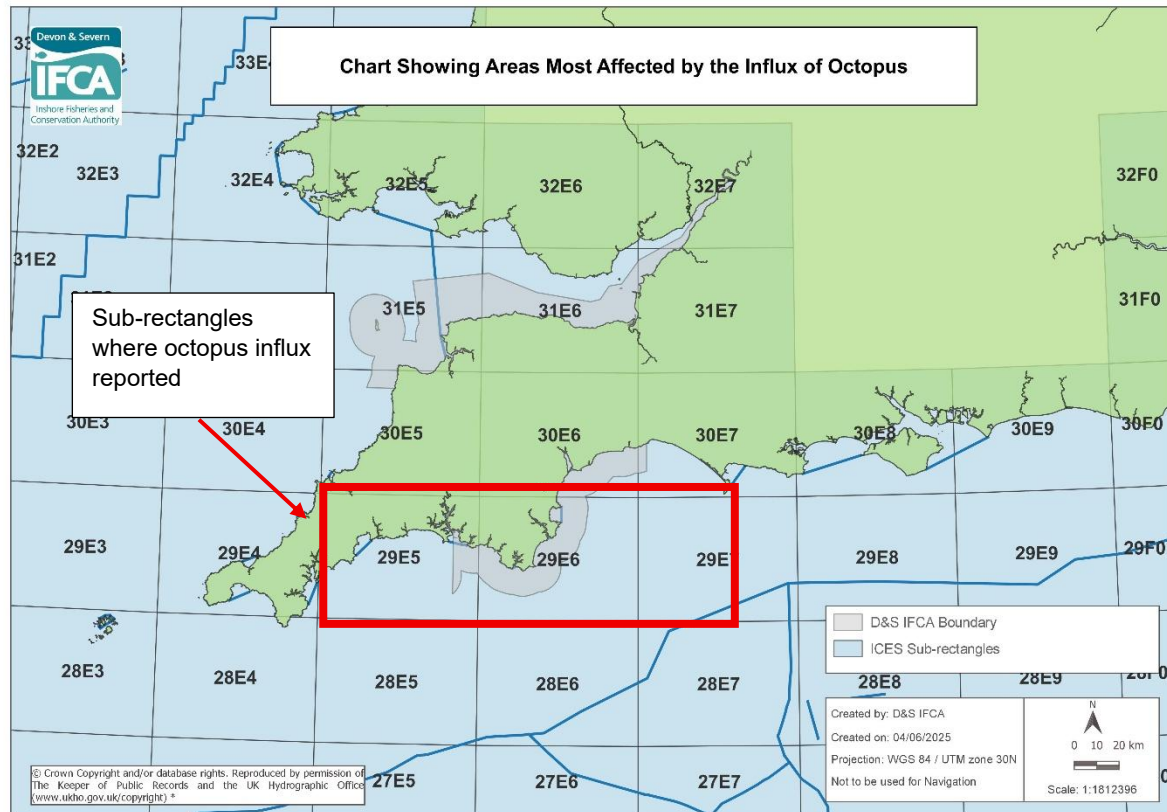 Devon & Severn
IFCA
Inshore Fisheries and
Conservation Authority
Chart Showing Areas Most Affected by the Influx of Octopus
33E4
32E2
32E3
32E4
32E5
32E6
32E7
32F0
31E2
31E5
31E6
31E7
31F0
Sub-rectangles
where octopus influx
reported
30E3
30E4
30E5
30E6
30E7
30E8
30E9
30F0
29E3
29E4
29E5
29E6
29E7
29E8
29E9
29F0
D&S IFCA Boundary
ICES Sub-rectangles
28E3
28E4
28E5
28E6
28E7
28E8
28E9
28F0
Created by: D&S IFCA
Created on: 04/06/2025
Projection: WGS 84 / UTM zone 30N
Not to be used for Navigation
N
0 10 20 km
Scale: 1:1812396
27E5
27E6
27E7
© Crown Copyright and/or database rights. Reproduced by permission of
The Keeper of Public Records and the UK Hydrographic Office
(www.ukho.gov.uk/copyright) *